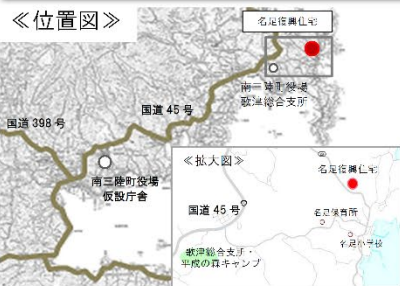 ≪位置図≫
名足復興住宅
南三陸町役場
歌津総合支所
国道 45号
国道 398 号
南三陸町役場
仮設庁舎
≪拡大図≫
名足復興住宅
国道 45号
名足保育所
名足小学校
歌津総合支所・
平成の森キャンプ